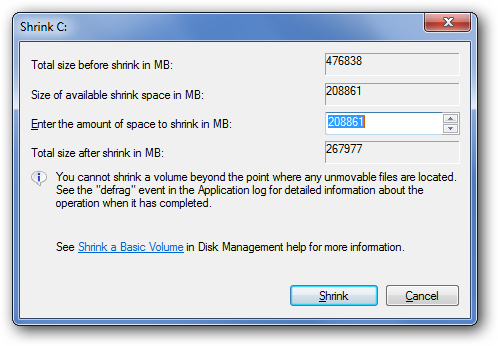 Shrink C:
Total size before shrink in MB: 476838
Size of available shrink space in MB: 208861
Enter the amount of space to shrink in MB: 208861
Total size after shrink in MB: 267977
You cannot shrink a volume beyond the point where any unmovable files are located.
See the "defrag" event in the Application log for detailed information about the
operation when it has completed.
See Shrink a Basic Volume in Disk Management help for more information.
Shrink Cancel